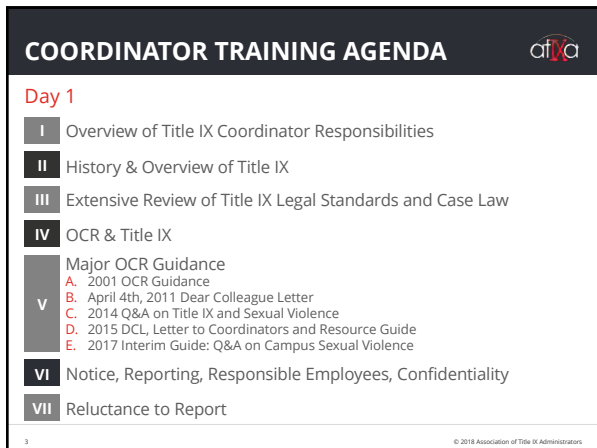 COORDINATOR TRAINING AGENDA
atIXa
Day 1
I Overview of Title IX Coordinator Responsibilities
II History & Overview of Title IX
III Extensive Review of Title IX Legal Standards and Case Law
IV OCR & Title IX
V Major OCR Guidance
A. 2001 OCR Guidance
B. April 4th, 2011 Dear Colleague Letter
C. 2014 Q&A on Title IX and Sexual Violence
D. 2015 DCL, Letter to Coordinators and Resource Guide
E. 2017 Interim Guide: Q&A on Campus Sexual Violence
VI Notice, Reporting, Responsible Employees, Confidentiality
VII Reluctance to Report
3 © 2018 Association of Title IX Administrators